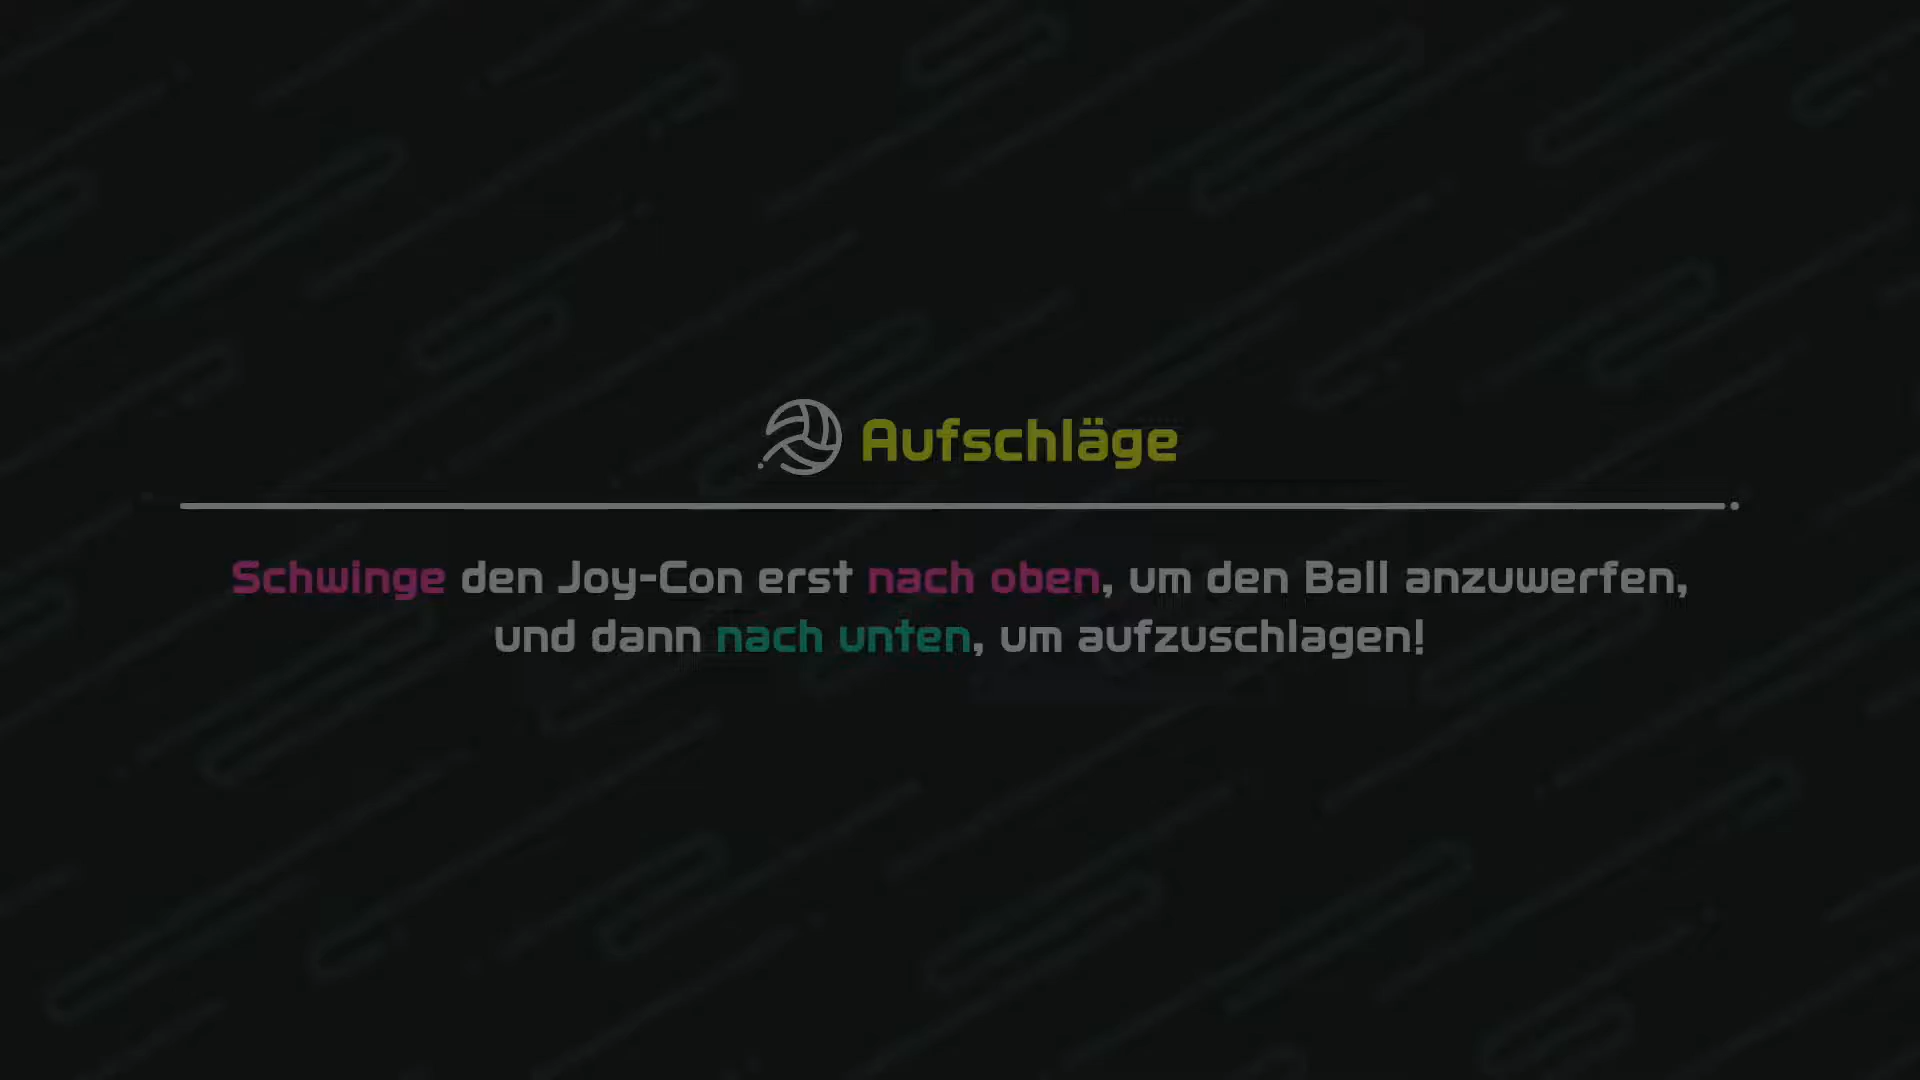 Aufschläge
Schwinge den Joy-Con erst nach oben, um den Ball anzuwerfen,
und dann nach unten, um aufzuschlagen!